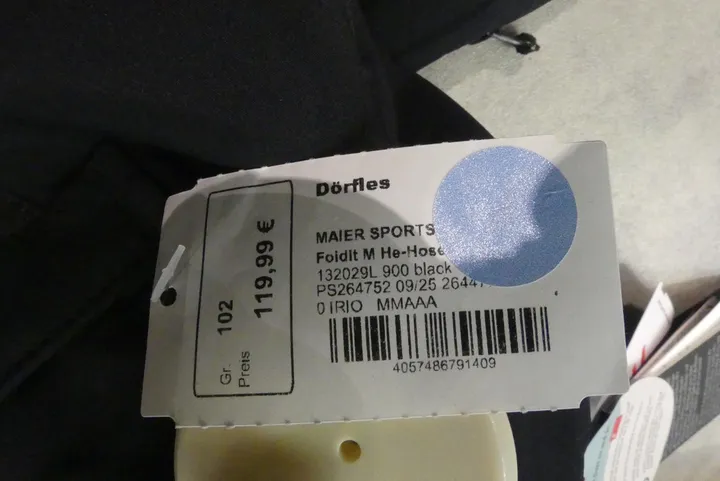 Dörfles
MAIER SPORTS
Foldit M He-Hose
132029L 900 black
PS264752 09/25 2644
0 IRIO MMAAA
4057486791409
Gr. 102
Preis 119,99 €